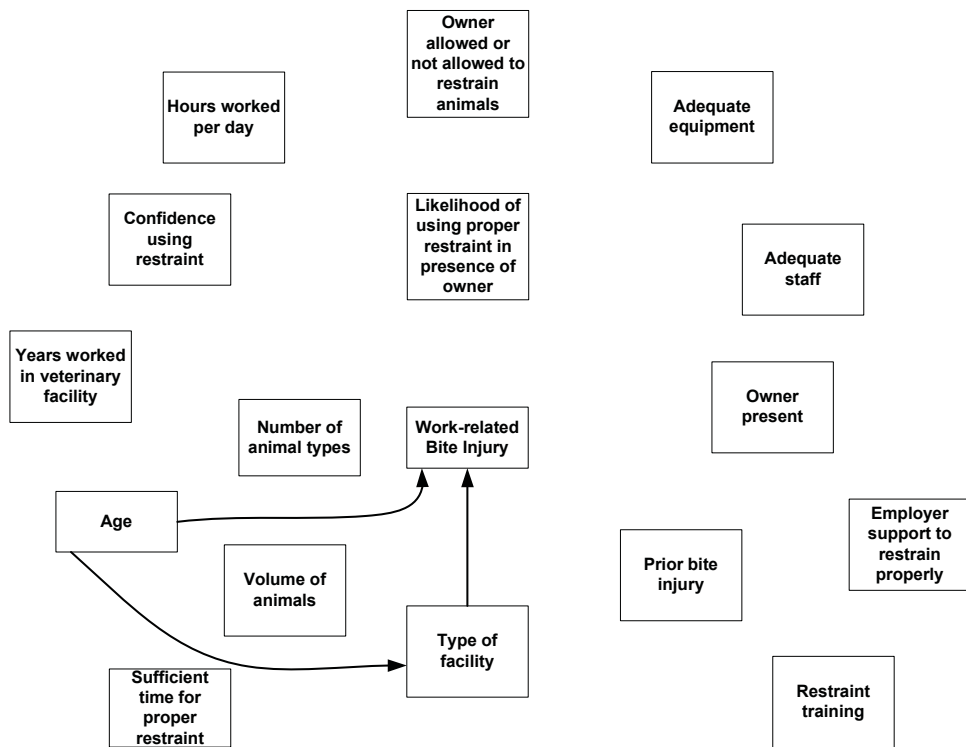 Owner
allowed or
not allowed to
restrain
animals
Hours worked
per day
Adequate
equipment
Confidence
using
restraint
Likelihood of
using proper
restraint in
presence of
owner
Adequate
staff
Years worked
in veterinary
facility
Owner
present
Number of
animal types
Work-related
Bite Injury
Age
Employer
support to
restrain
properly
Volume of
animals
Prior bite
injury
Type of
facility
Sufficient
time for
proper
restraint
Restraint
training